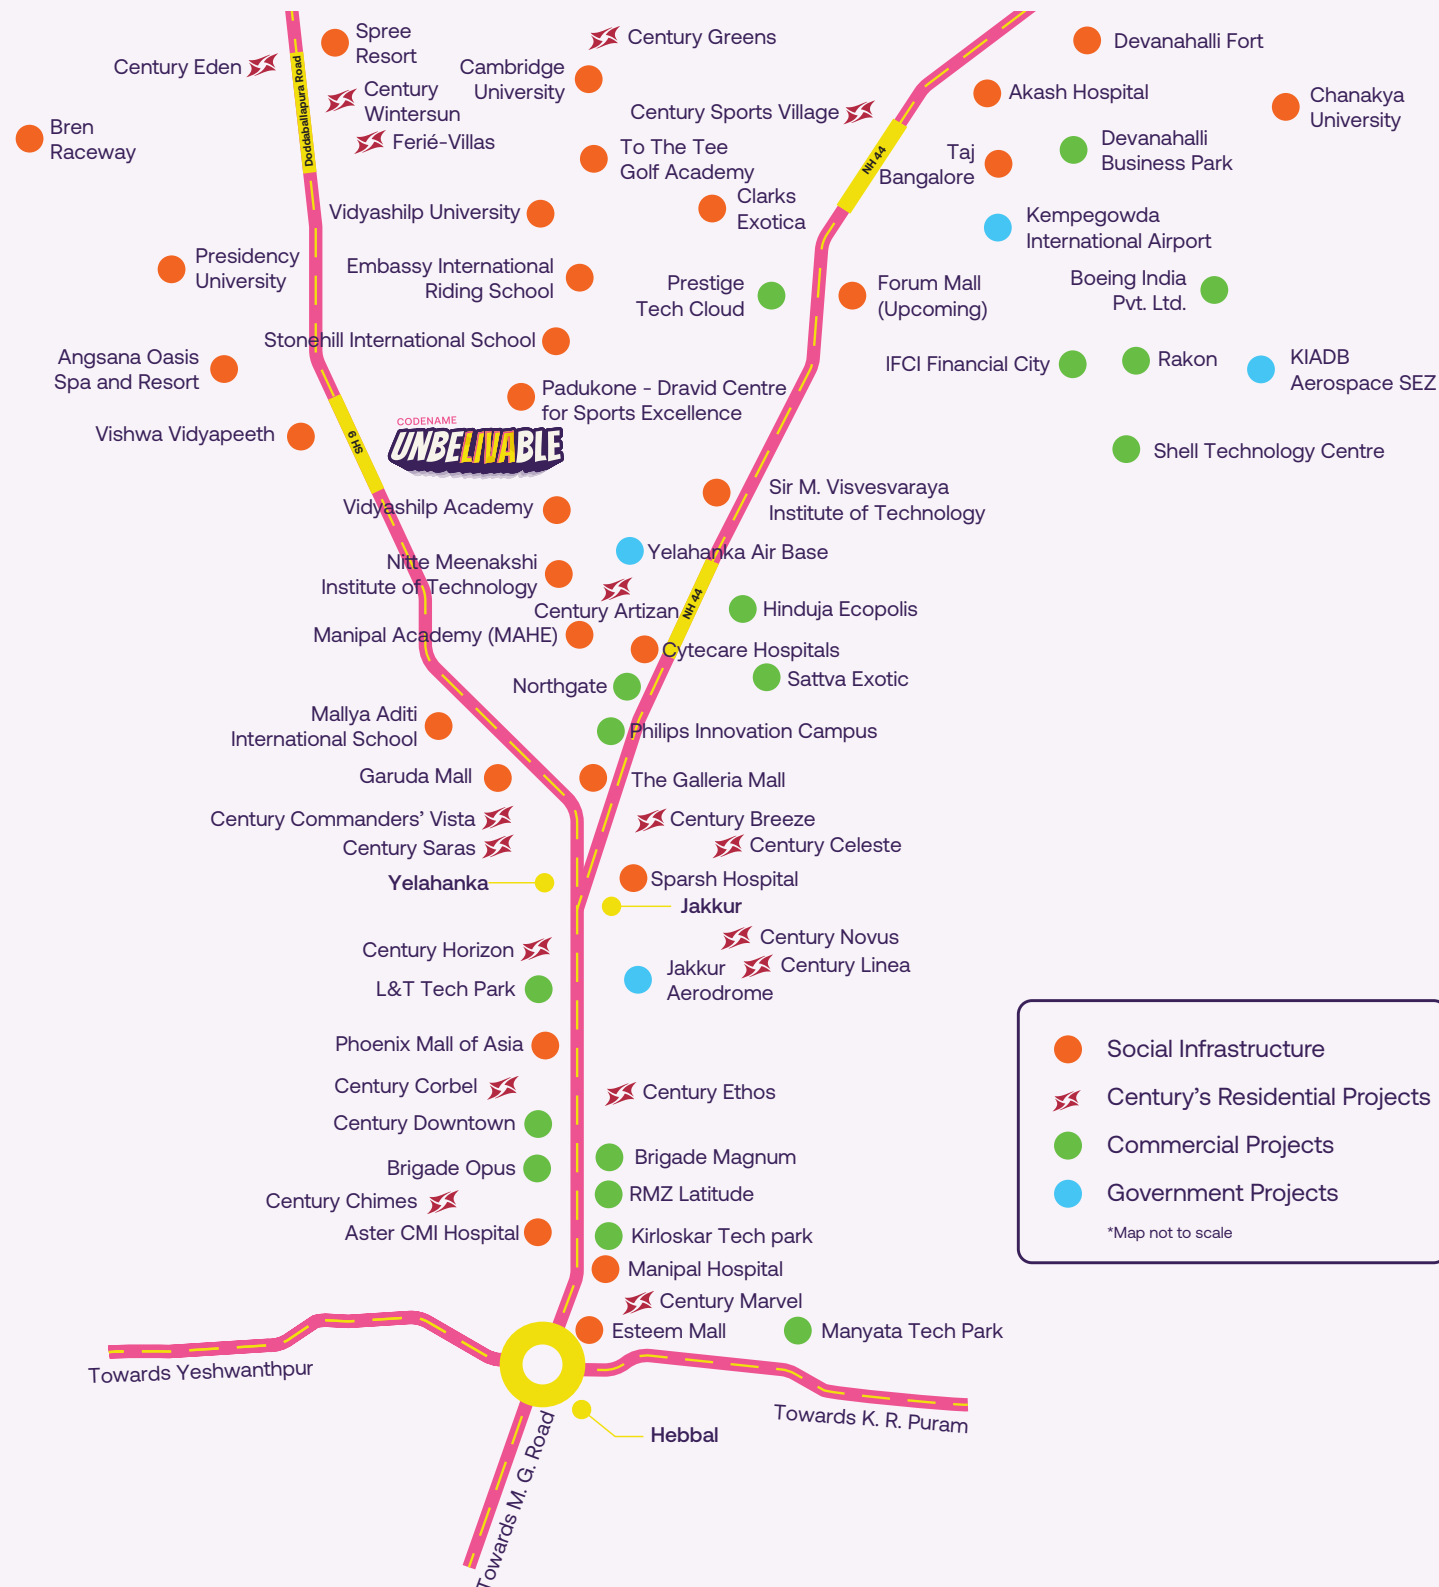 Spree
Resort
Century Greens
Devanahalli Fort
Century Eden
Cambridge
University
Century
Wintersun
Akash Hospital
Chanakya
University
Century Sports Village
Doddaballapura Road
Bren
Raceway
Ferié-Villas
To The Tee
Golf Academy
NH 44
Taj
Bangalore
Devanahalli
Business Park
Vidyashilp University
Clarks
Exotica
Kempegowda
International Airport
Presidency
University
Embassy International
Riding School
Prestige
Tech Cloud
Forum Mall
(Upcoming)
Boeing India
Pvt. Ltd.
Stonehill International School
Angsana Oasis
Spa and Resort
IFCI Financial City
Rakon
KIADB
Aerospace SEZ
Padukone - Dravid Centre
for Sports Excellence
Vishwa Vidyapeeth
6 HS
CODENAME
UNBELIVABLE
Shell Technology Centre
Vidyashilp Academy
Sir M. Visvesvaraya
Institute of Technology
Yelahanka Air Base
Nitte Meenakshi
Institute of Technology
Century Artizan
NH 44
Hinduja Ecopolis
Manipal Academy (MAHE)
Cytecare Hospitals
Northgate
Sattva Exotic
Mallya Aditi
International School
Philips Innovation Campus
Garuda Mall
The Galleria Mall
Century Commanders’ Vista
Century Breeze
Century Saras
Century Celeste
Yelahanka
Sparsh Hospital
Jakkur
Century Horizon
Century Novus
Jakkur
Aerodrome
Century Linea
L&T Tech Park
Phoenix Mall of Asia
Century Corbel
Century Ethos
Century Downtown
Brigade Opus
Brigade Magnum
Century Chimes
RMZ Latitude
Aster CMI Hospital
Kirloskar Tech park
Manipal Hospital
Century Marvel
Esteem Mall
Manyata Tech Park
Towards Yeshwanthpur
Towards K. R. Puram
Hebbal
Towards M. G. Road
Social Infrastructure
Century’s Residential Projects
Commercial Projects
Government Projects
*Map not to scale